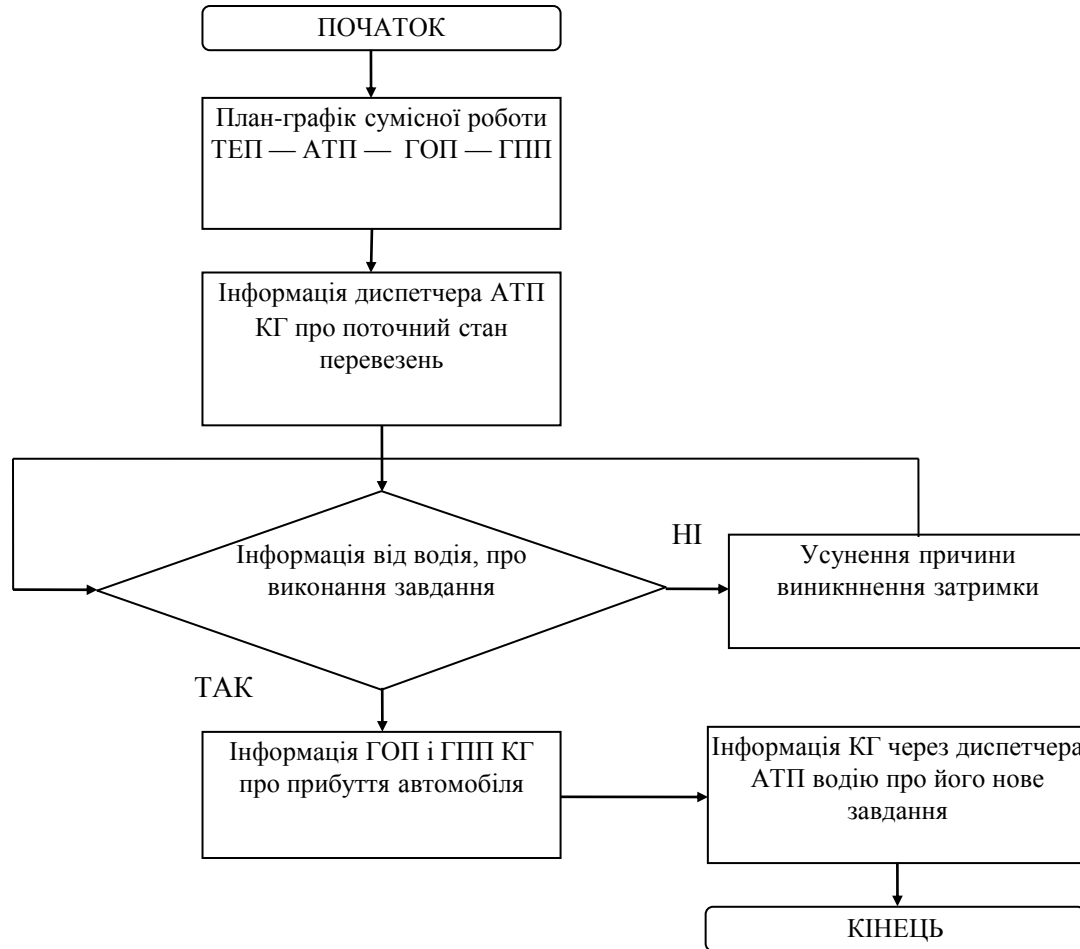 ПОЧАТОК
План-графік сумісної роботи
ТЕП — АТП — ГОП — ГПП
Інформація диспетчера АТП
КГ про поточний стан
перевезень
Інформація від водія, про
виконання завдання
НІ
Усунення причини
виникннення затримки
ТАК
Інформація ГОП і ГПП КГ
про прибуття автомобіля
Інформація КГ через диспетчера
АТП водію про його нове
завдання
КІНЕЦЬ